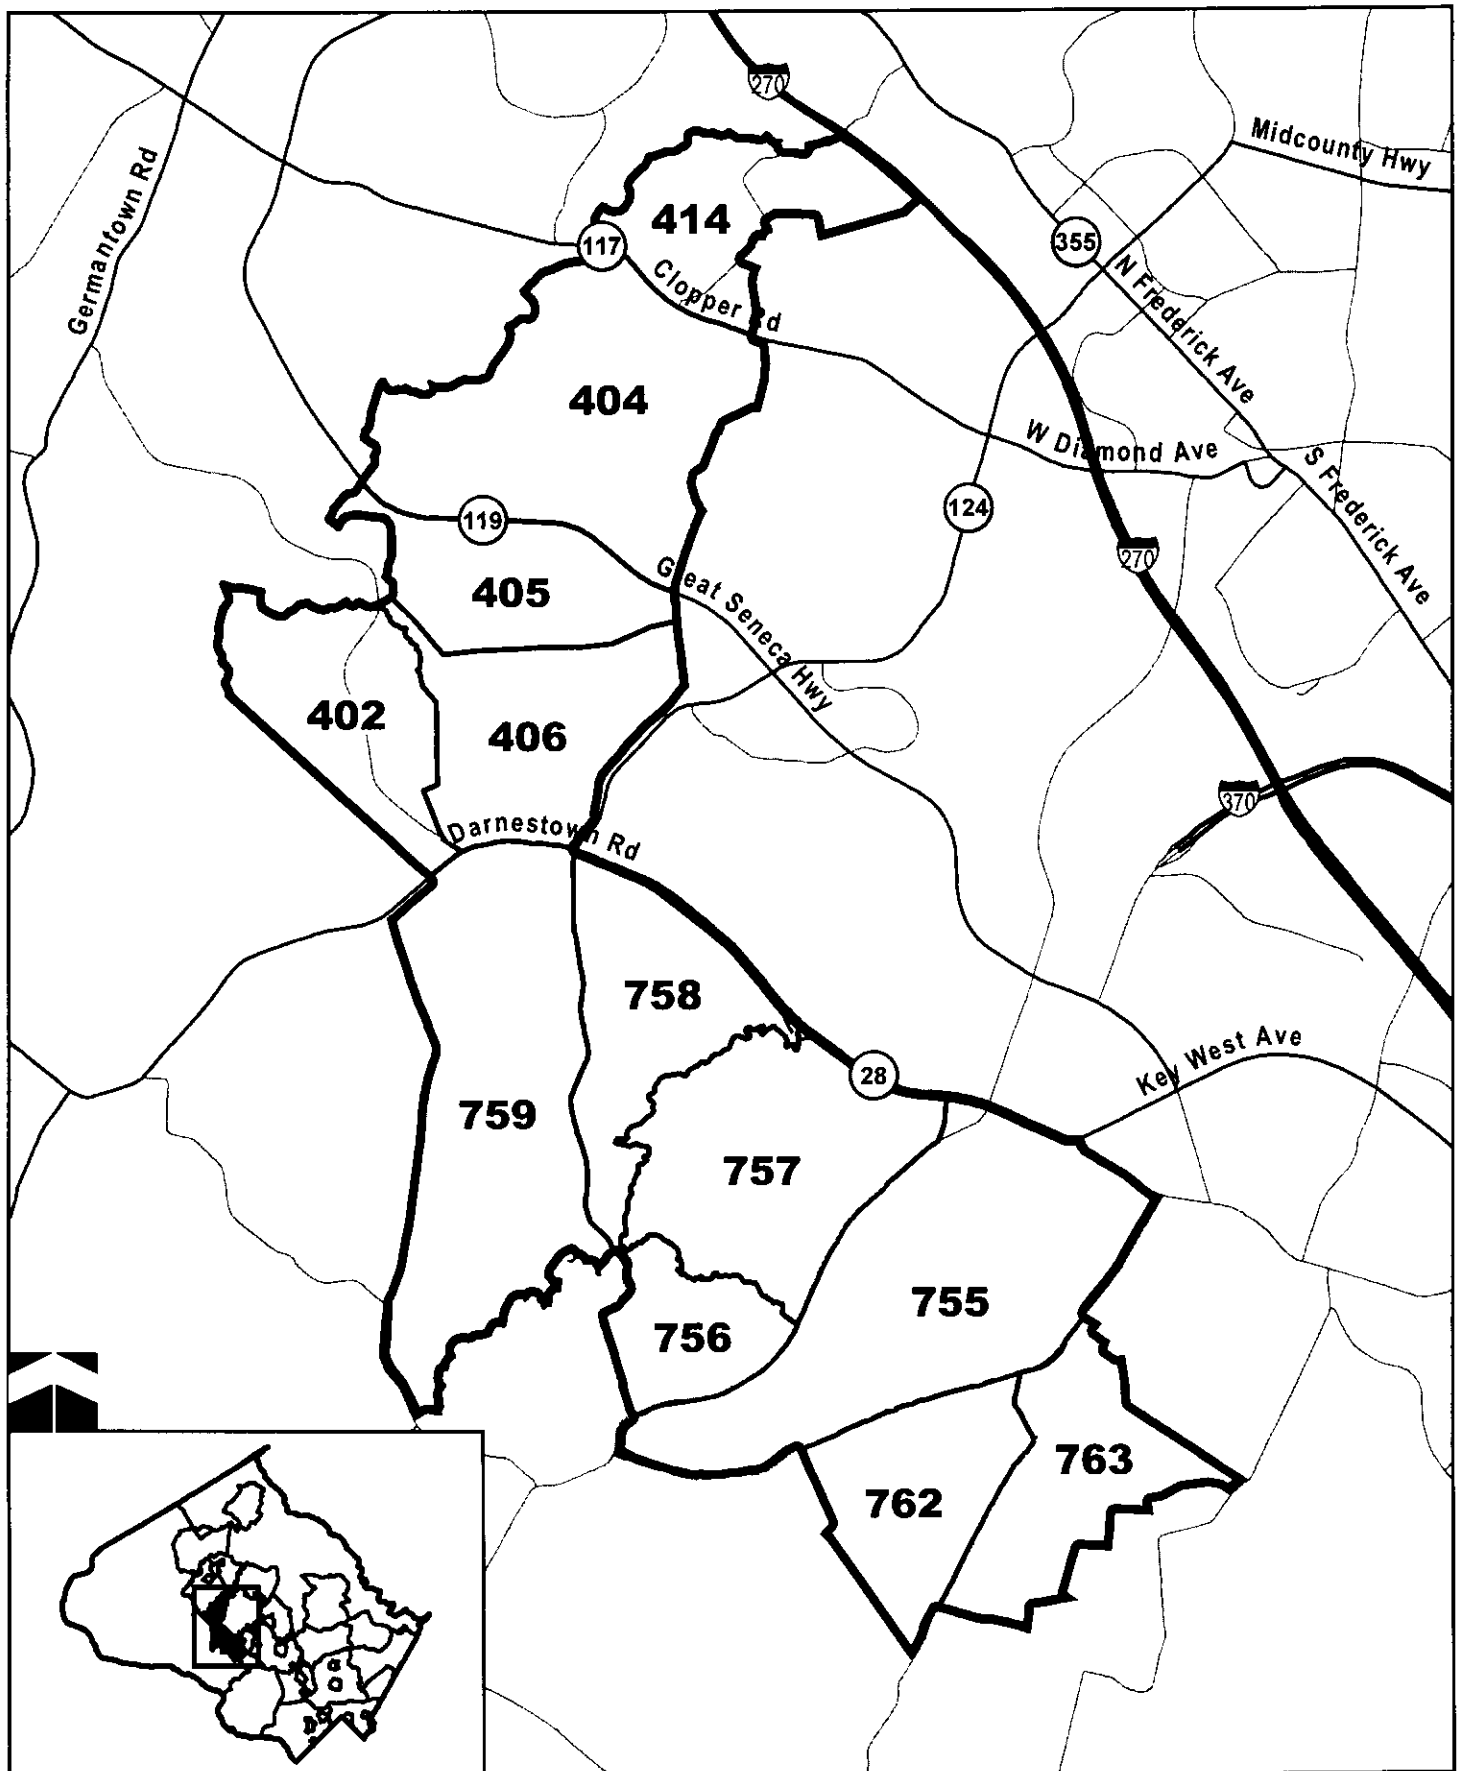 270
Midcounty Hwy
Germantown Rd
414
117
355
Clopper Rd
N Frederick Ave
404
W Diamond Ave
S Frederick Ave
119
124
270
405
Great Seneca Hwy
402
406
370
Darnestown Rd
758
28
Key West Ave
759
757
755
756
763
762